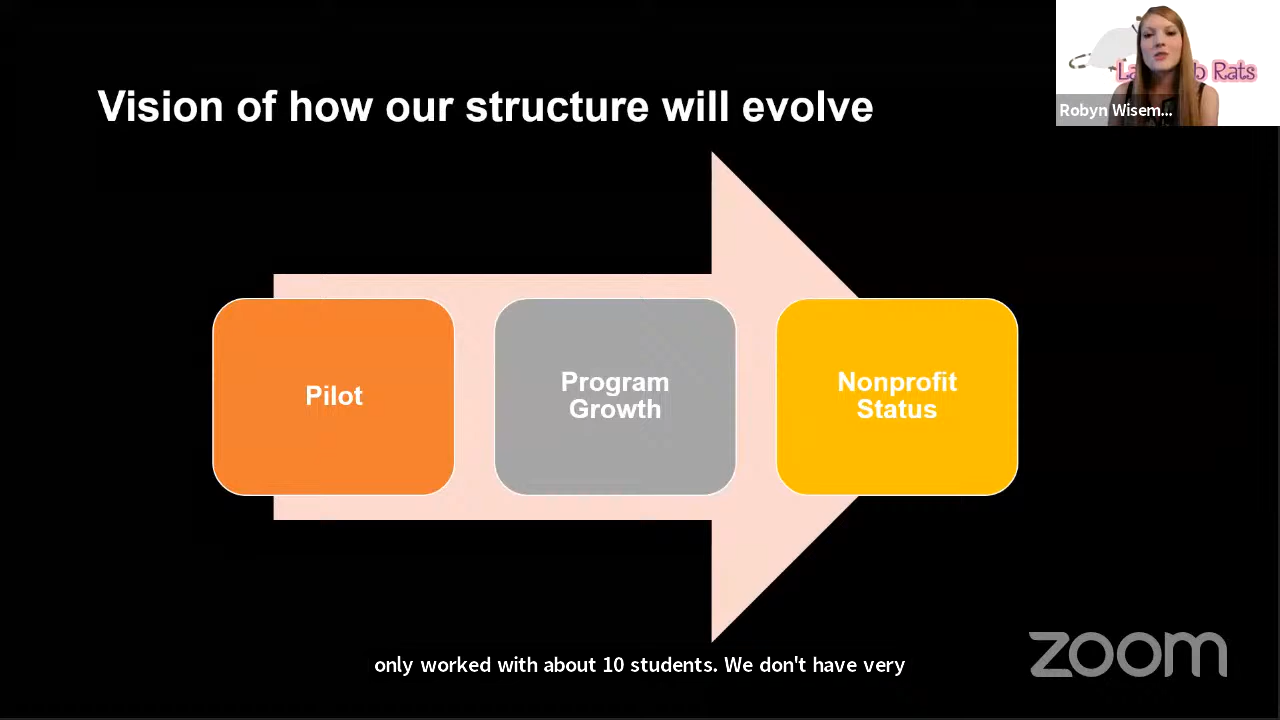 Vision of how our structure will evolve
Rats
Robyn Wisem...
Pilot
Program
Growth
Nonprofit
Status
only worked with about 10 students. We don't have very
zoom